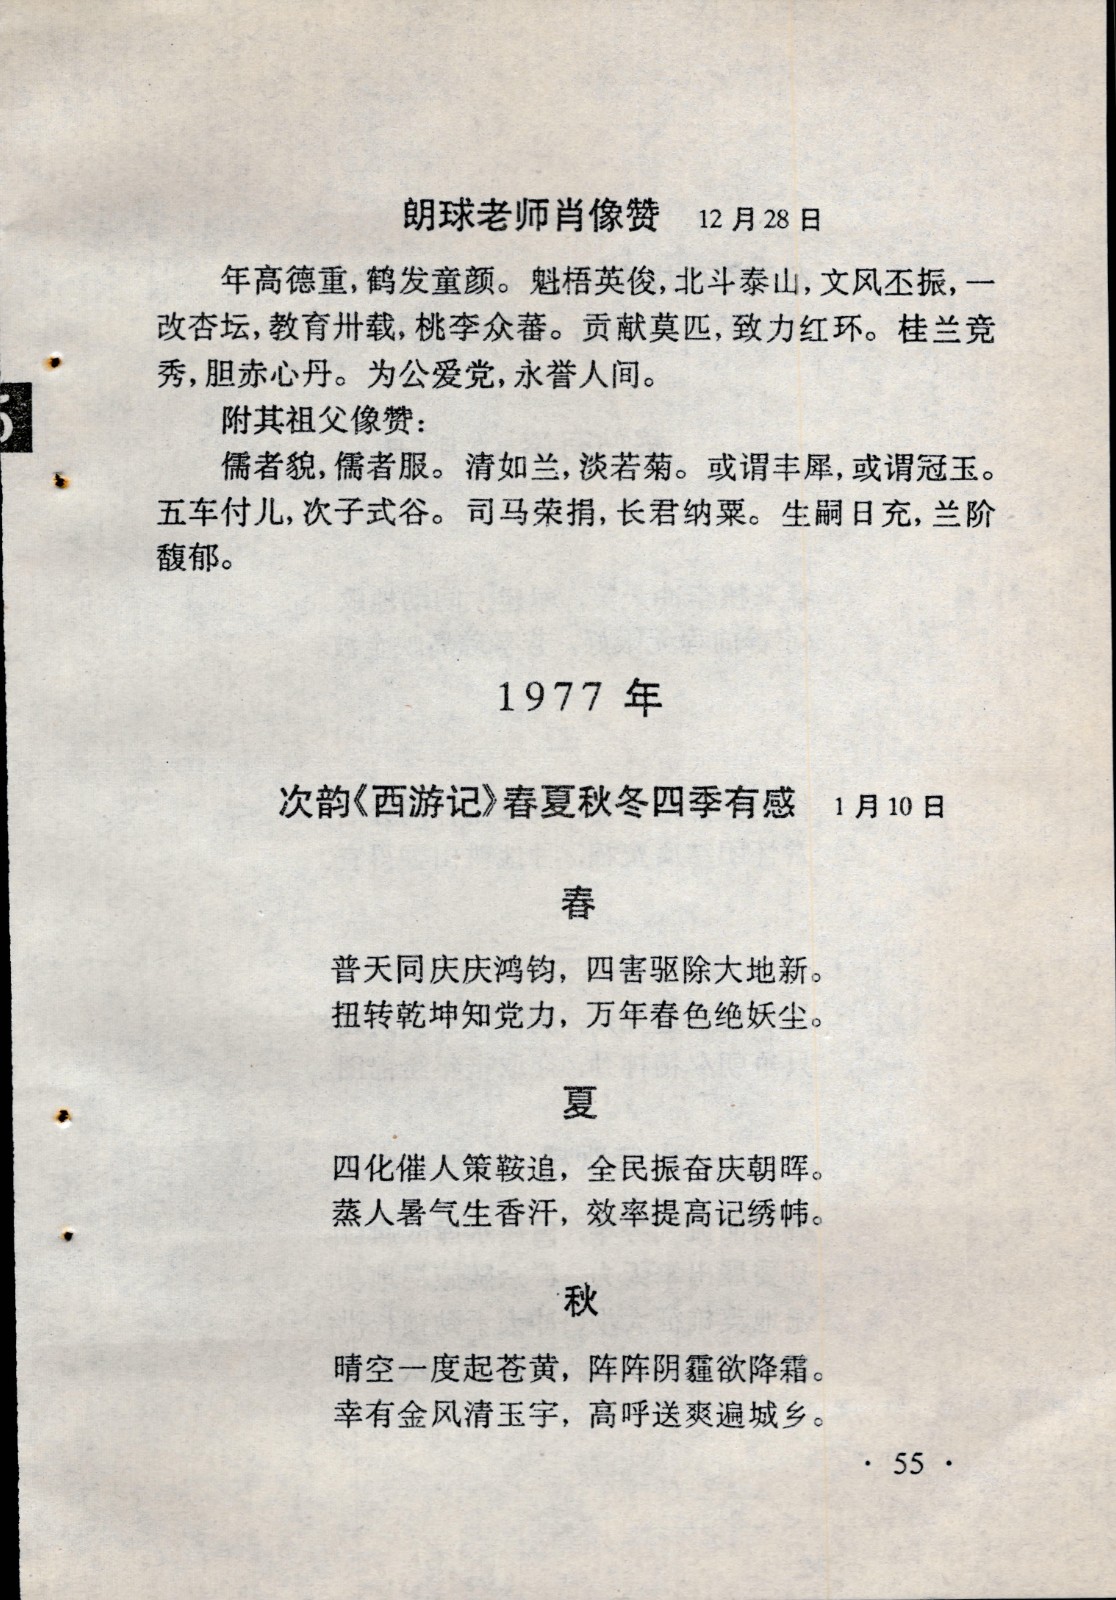 朗球老师肖像赞 12月28日
年高德重,鹤发童颜。魁梧英俊,北斗泰山,文风丕振,一
改杏坛,教育卅载,桃李众蕃。贡献莫匹,致力红环。桂兰竞
秀,胆赤心丹。为公爱党,永誉人间。
附其祖父像赞:
儒者貌,儒者服。清如兰,淡若菊。或谓丰犀,或谓冠玉。
五车付儿,次子式谷。司马荣捐,长君纳粟。生嗣日充,兰阶
馥郁。
1977 年
次韵《西游记》春夏秋冬四季有感 1月10日
春
普天同庆庆鸿钧,四害驱除大地新。
扭转乾坤知党力,万年春色绝妖尘。
夏
四化催人策鞍追,全民振奋庆朝晖。
蒸人暑气生香汗,效率提高记绣帏。
秋
晴空一度起苍黄,阵阵阴霾欲降霜。
幸有金风清玉宇,高呼送爽遍城乡。
· 55 ·